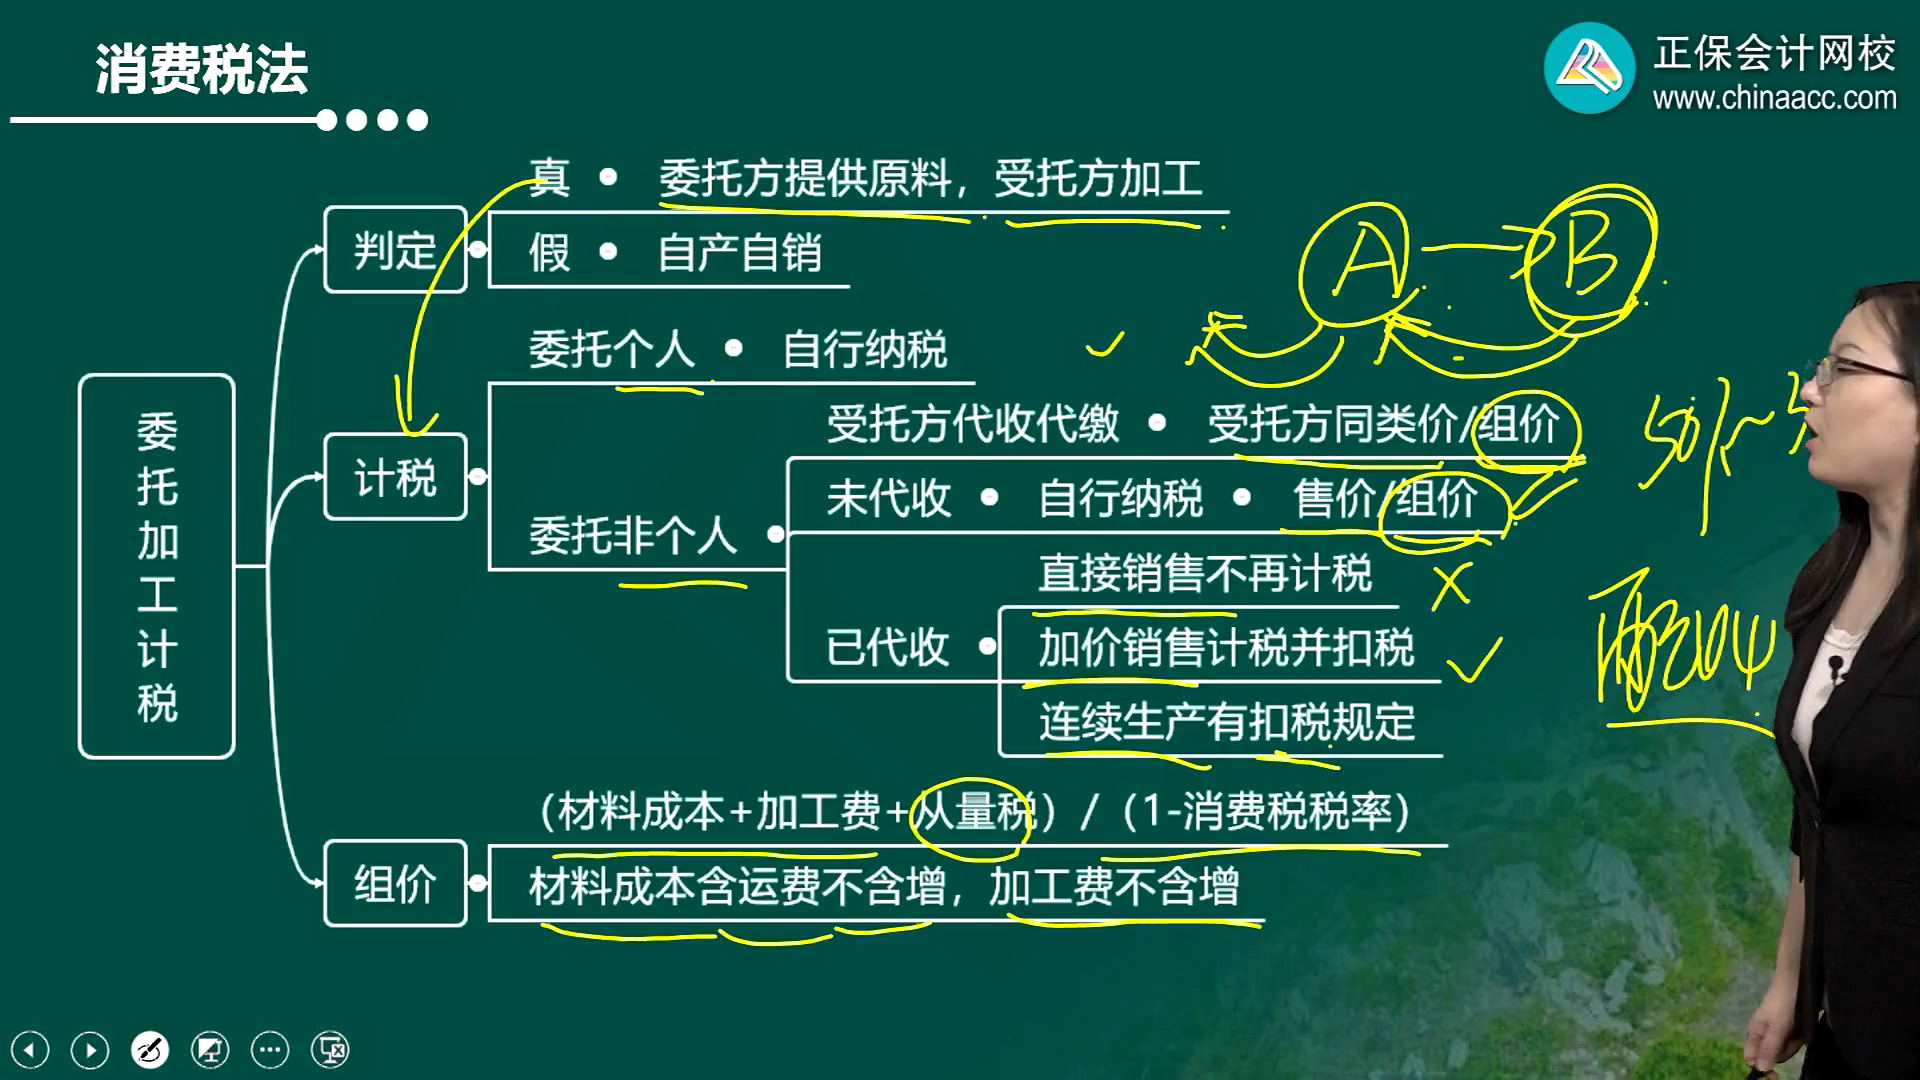 消费税法
正保会计网校
www.chinaacc.com
委托加工计税
判定
真 委托方提供原料，受托方加工
假 自产自销
计税
委托个人 自行纳税
委托非个人
受托方代收代缴 受托方同类价/组价
未代收 自行纳税 售价/组价
已代收
直接销售不再计税
加价销售计税并扣税
连续生产有扣税规定
组价
（材料成本+加工费+从量税）/（1-消费税税率）
材料成本含运费不含增，加工费不含增
A
B